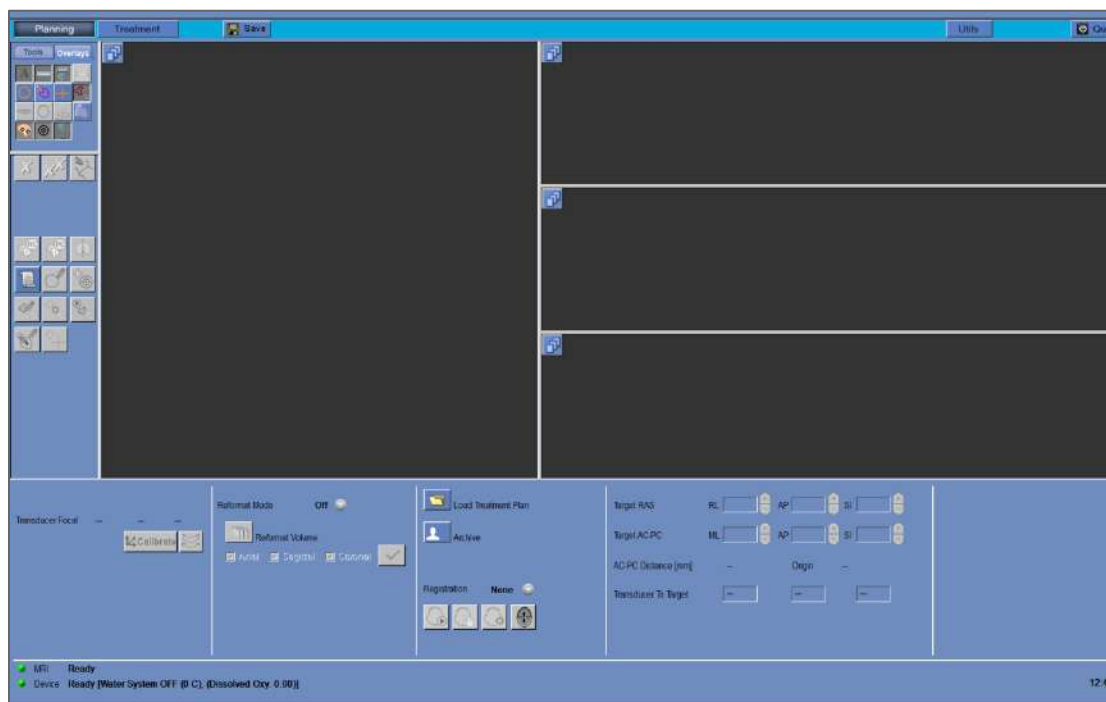 Planning Treatment Save Utils
Tools Overlays
Reformat Mode Off
Load Treatment Plan
Target RAS RL AP SI
Transducer Focal -- -- --
Calibrate
Reformat Volume
Archive
Target AC-PC ML AP SI
Axial Sagittal Coronal
AC-PC Distance [mm] -- Origin --
Registration None
Transducer To Target -- -- --
MRI Ready
Device Ready [Water System OFF (0 C), (Dissolved Oxy. 0.00)]